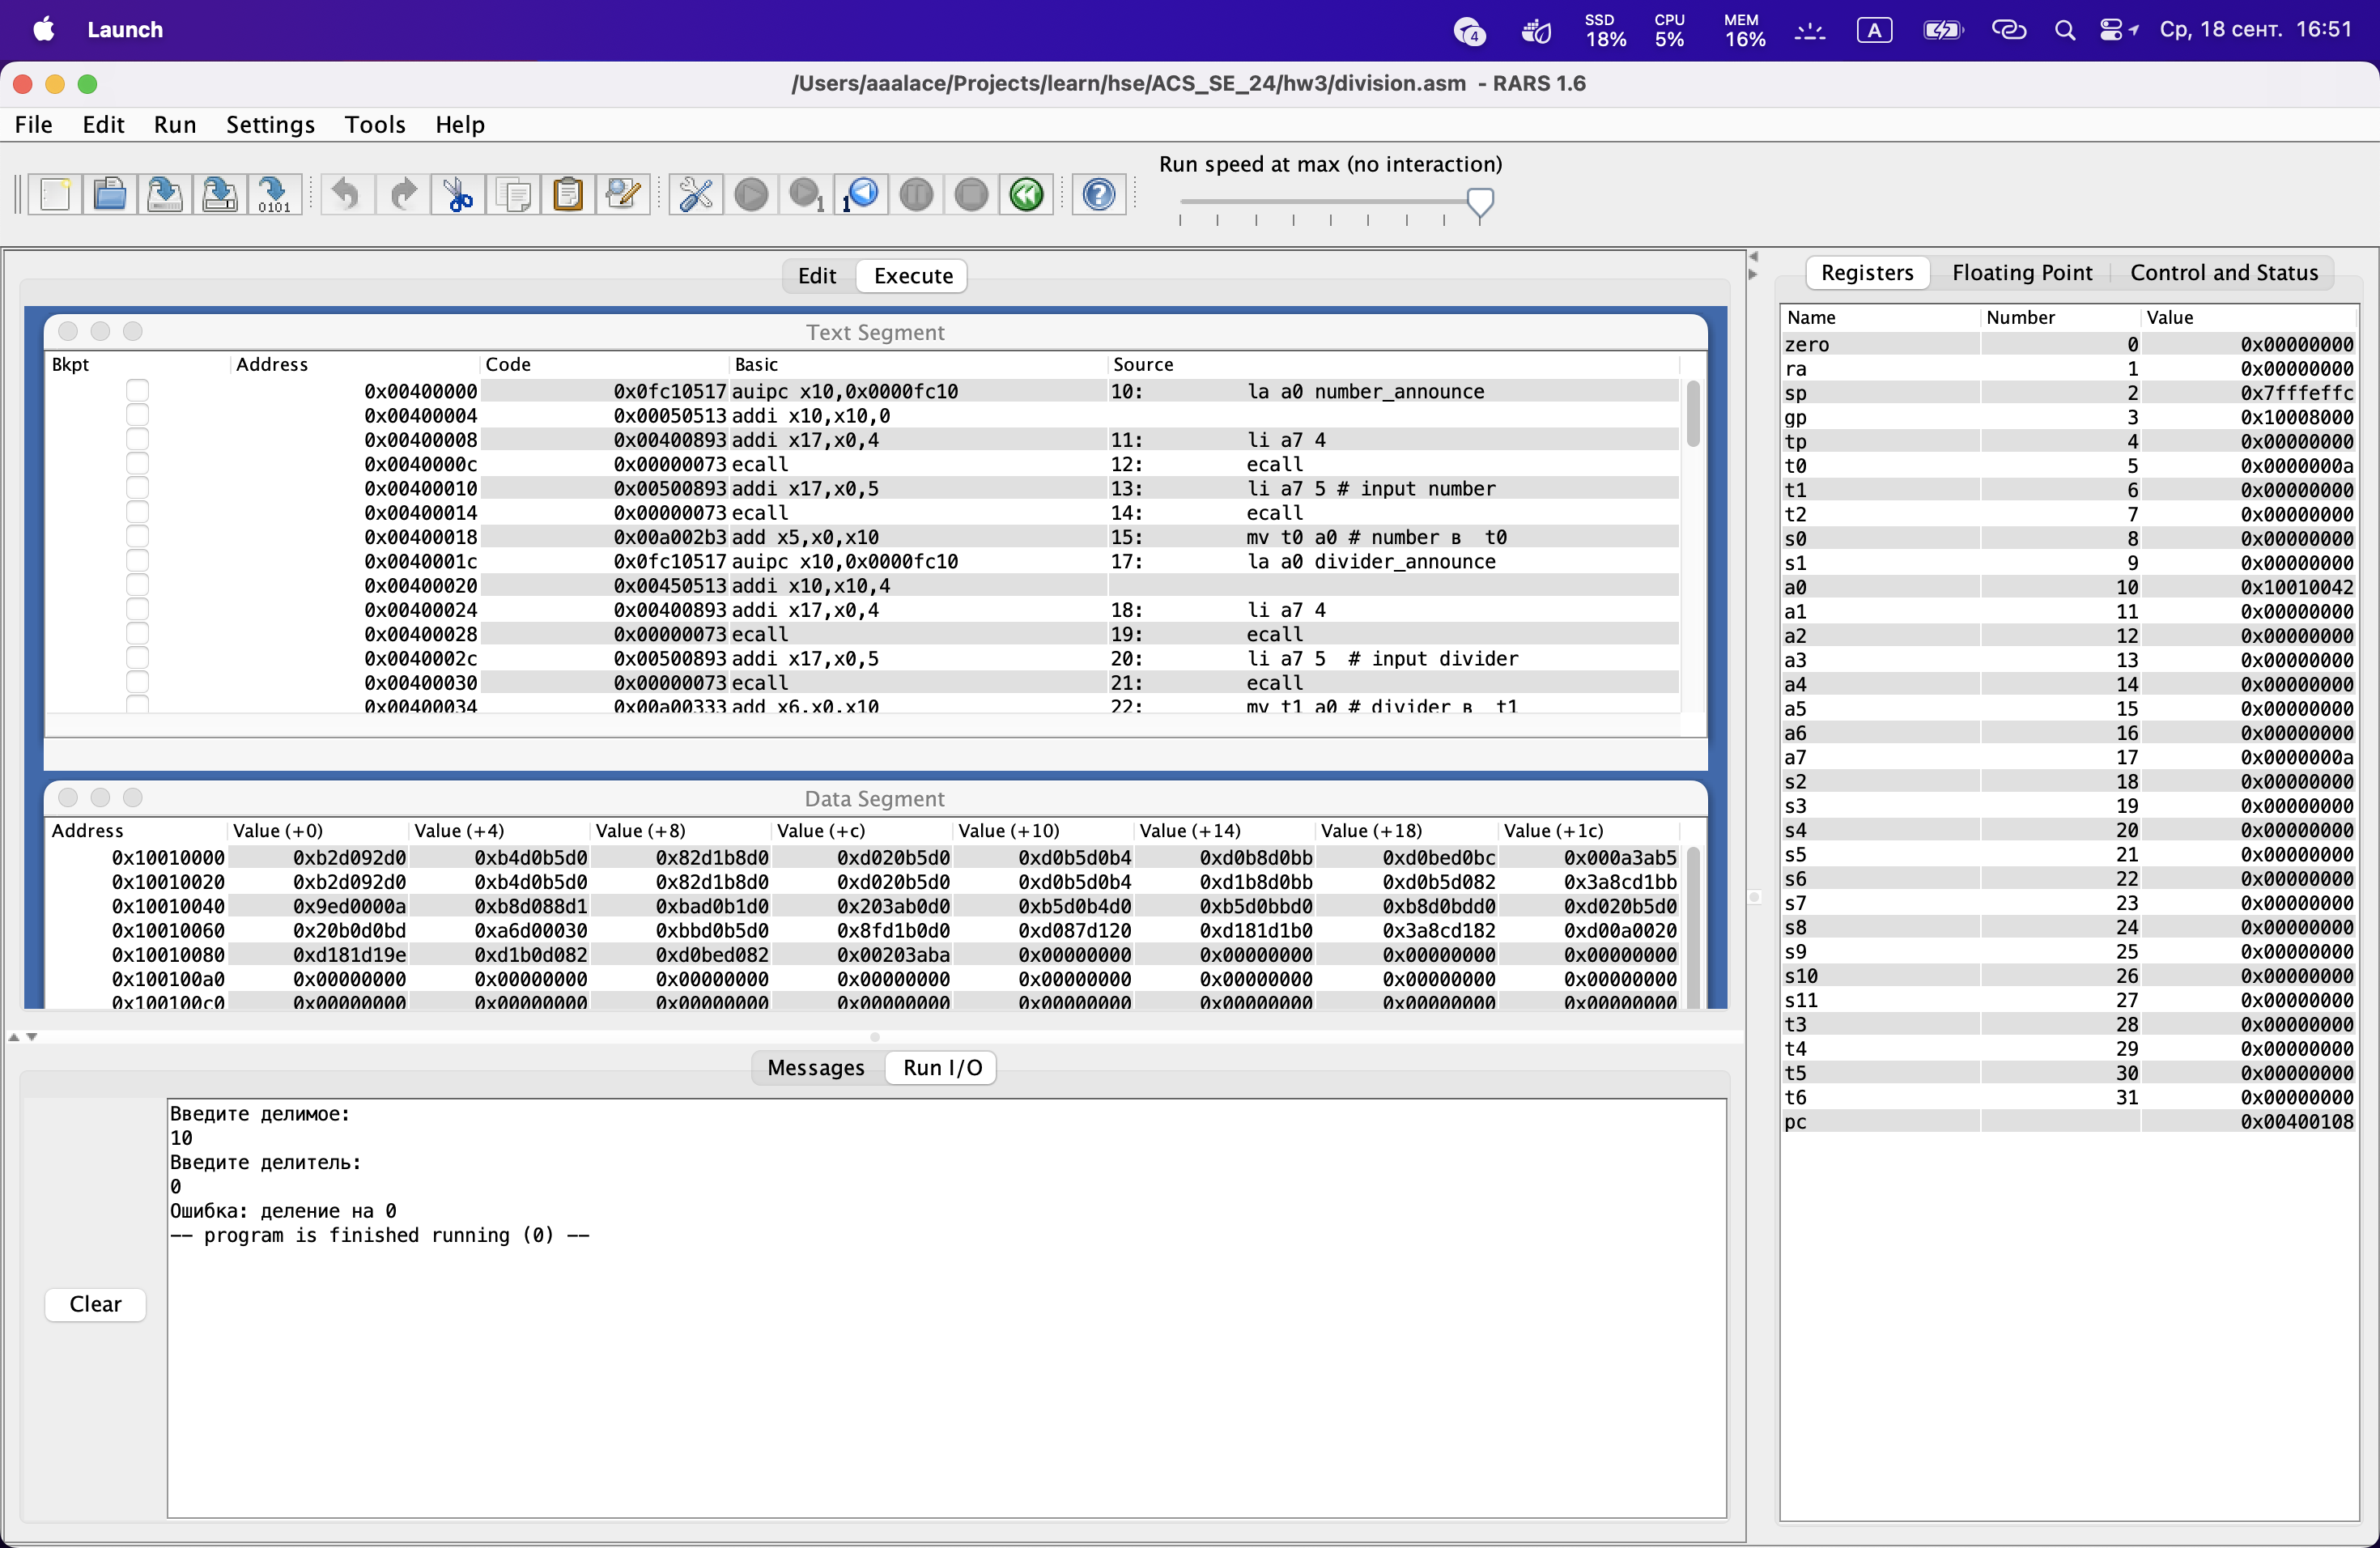 Launch 4 SSD 18% CPU 5% MEM 16% A Ср, 18 сент. 16:51
/Users/aaalace/Projects/learn/hse/ACS_SE_24/hw3/division.asm - RARS 1.6
File Edit Run Settings Tools Help
Run speed at max (no interaction)
0101 1 1 ?
Edit Execute
Text Segment
Bkpt Address Code Basic Source
0x00400000 0x0fc10517 auipc x10,0x0000fc10 10: la a0 number_announce
0x00400004 0x00050513 addi x10,x10,0
0x00400008 0x00400893 addi x17,x0,4 11: li a7 4
0x0040000c 0x00000073 ecall 12: ecall
0x00400010 0x00500893 addi x17,x0,5 13: li a7 5 # input number
0x00400014 0x00000073 ecall 14: ecall
0x00400018 0x00a002b3 add x5,x0,x10 15: mv t0 a0 # number в t0
0x0040001c 0x0fc10517 auipc x10,0x0000fc10 17: la a0 divider_announce
0x00400020 0x00450513 addi x10,x10,4
0x00400024 0x00400893 addi x17,x0,4 18: li a7 4
0x00400028 0x00000073 ecall 19: ecall
0x0040002c 0x00500893 addi x17,x0,5 20: li a7 5 # input divider
0x00400030 0x00000073 ecall 21: ecall
0x00400034 0x00a00333 add x6,x0,x10 22: mv t1 a0 # divider в t1
Data Segment
Address Value (+0) Value (+4) Value (+8) Value (+c) Value (+10) Value (+14) Value (+18) Value (+1c)
0x10010000 0xb2d092d0 0xb4d0b5d0 0x82d1b8d0 0xd020b5d0 0xd0b5d0b4 0xd0b8d0bb 0xd0bed0bc 0x000a3ab5
0x10010020 0xb2d092d0 0xb4d0b5d0 0x82d1b8d0 0xd020b5d0 0xd0b5d0b4 0xd1b8d0bb 0xd0b5d082 0x3a8cd1bb
0x10010040 0x9ed0000a 0xb8d088d1 0xbad0b1d0 0x203ab0d0 0xb5d0b4d0 0xb5d0bbd0 0xb8d0bdd0 0xd020b5d0
0x10010060 0x20b0d0bd 0xa6d00030 0xbbd0b5d0 0x8fd1b0d0 0xd087d120 0xd181d1b0 0x3a8cd182 0xd00a0020
0x10010080 0xd181d19e 0xd1b0d082 0xd0bed082 0x00203aba 0x00000000 0x00000000 0x00000000 0x00000000
0x100100a0 0x00000000 0x00000000 0x00000000 0x00000000 0x00000000 0x00000000 0x00000000 0x00000000
0x100100c0 0x00000000 0x00000000 0x00000000 0x00000000 0x00000000 0x00000000 0x00000000 0x00000000
Messages Run I/O
Введите делимое:
10
Введите делитель:
0
Ошибка: деление на 0
-- program is finished running (0) --
Clear
Registers Floating Point Control and Status
Name Number Value
zero 0 0x00000000
ra 1 0x00000000
sp 2 0x7fffeffc
gp 3 0x10008000
tp 4 0x00000000
t0 5 0x0000000a
t1 6 0x00000000
t2 7 0x00000000
s0 8 0x00000000
s1 9 0x00000000
a0 10 0x10010042
a1 11 0x00000000
a2 12 0x00000000
a3 13 0x00000000
a4 14 0x00000000
a5 15 0x00000000
a6 16 0x00000000
a7 17 0x0000000a
s2 18 0x00000000
s3 19 0x00000000
s4 20 0x00000000
s5 21 0x00000000
s6 22 0x00000000
s7 23 0x00000000
s8 24 0x00000000
s9 25 0x00000000
s10 26 0x00000000
s11 27 0x00000000
t3 28 0x00000000
t4 29 0x00000000
t5 30 0x00000000
t6 31 0x00000000
pc 0x00400108